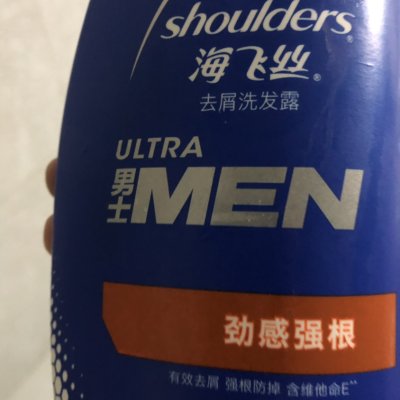 shoulders®
海飞丝®
去屑洗发露
ULTRA
男士MEN
劲感强根
有效去屑 强根防掉 含维他命E^^